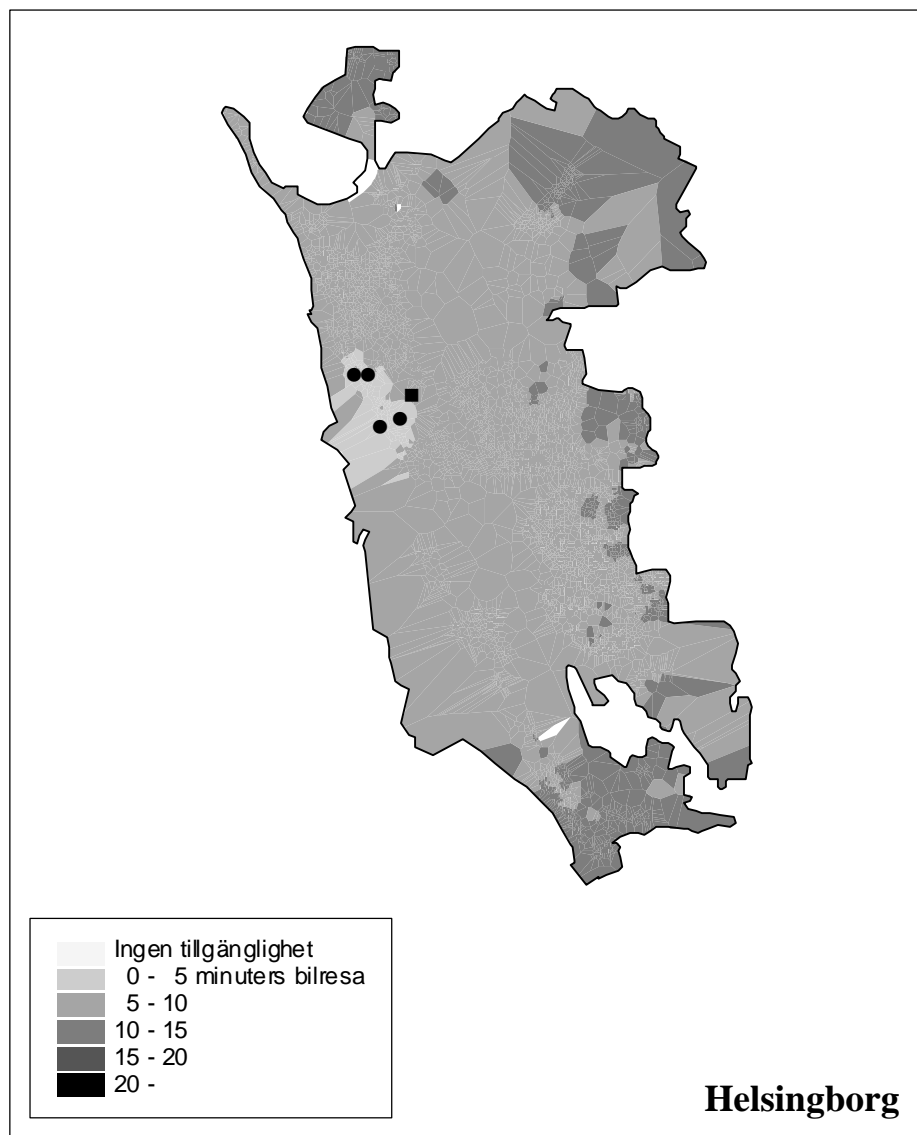 Ingen tillgänglighet
0 - 5 minuters bilresa
5 - 10
10 - 15
15 - 20
20 -
Helsingborg